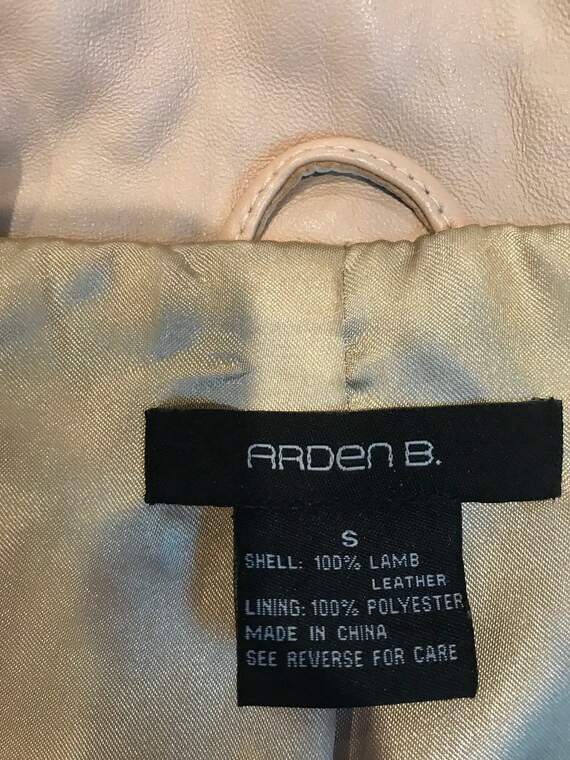 ARDEN B.
S
SHELL: 100% LAMB
LEATHER
LINING: 100% POLYESTER
MADE IN CHINA
SEE REVERSE FOR CARE